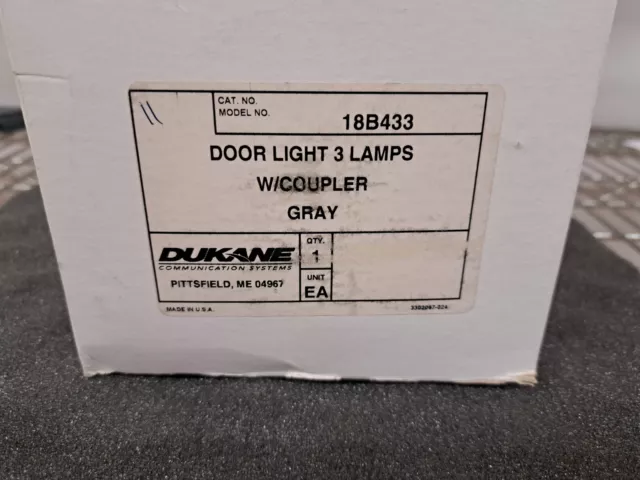 11
CAT. NO.
MODEL NO.
18B433
DOOR LIGHT 3 LAMPS
W/COUPLER
GRAY
DUKANE
COMMUNICATION SYSTEMS
PITTSFIELD, ME 04967
QTY.
1
UNIT
EA
MADE IN U.S.A.